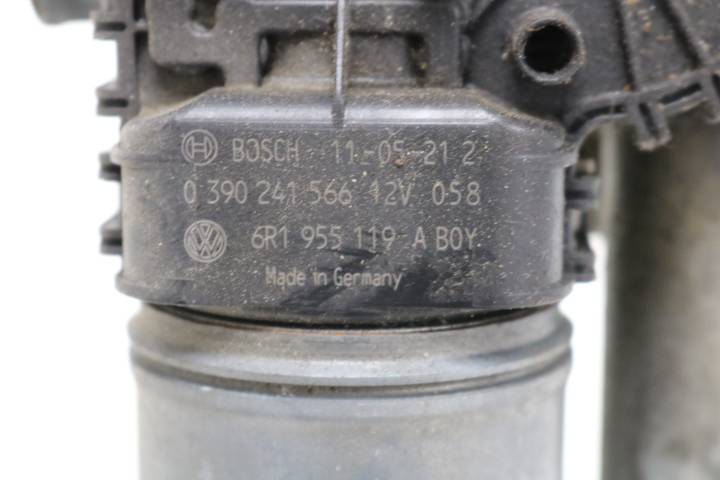 BOSCH 11-05-21 2
0 390 241 566 12V 058
6R1 955 119 A BOY
Made in Germany